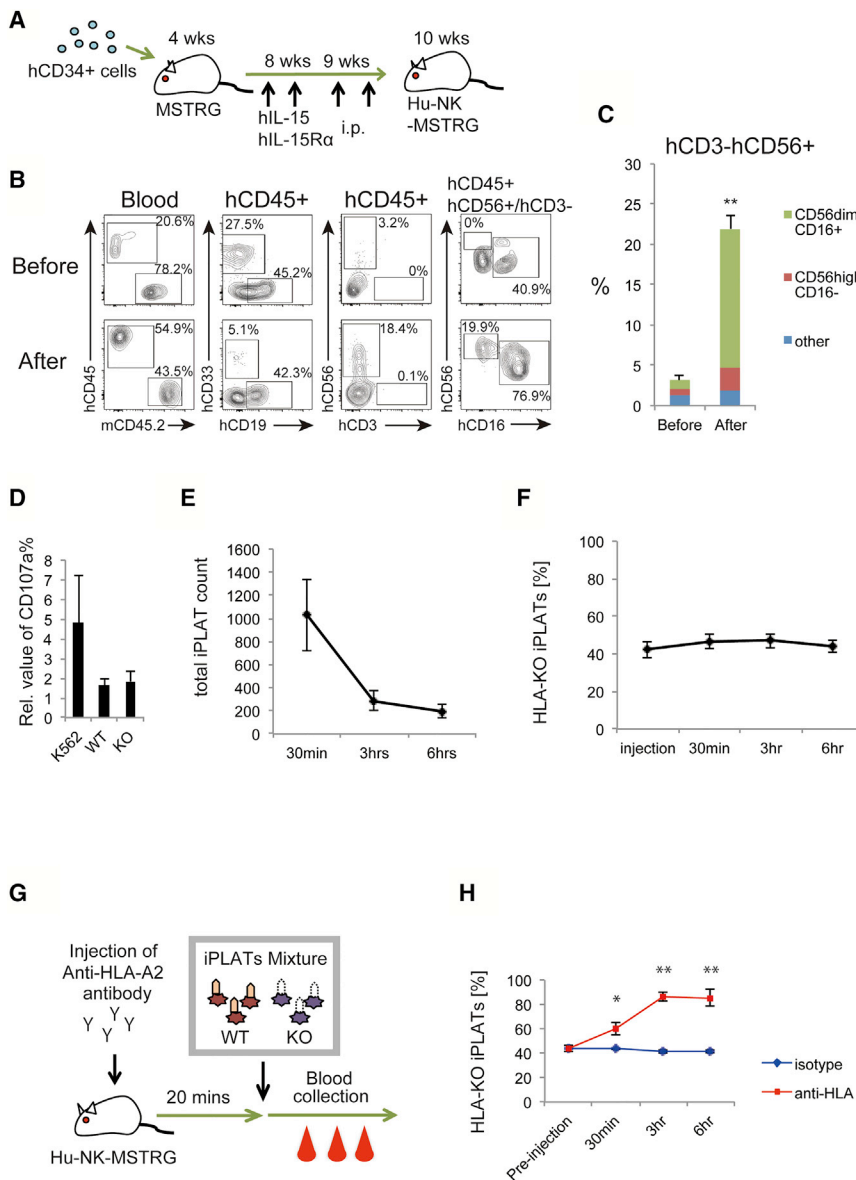 A
4 wks
8 wks
9 wks
10 wks
hCD34+ cells
MSTRG
hIL-15
hIL-15Rα
i.p.
Hu-NK
-MSTRG
B
Blood
hCD45+
hCD45+
hCD45+
hCD56+/hCD3-
Before
20.6%
78.2%
27.5%
45.2%
3.2%
0%
0%
40.9%
After
54.9%
43.5%
5.1%
42.3%
18.4%
0.1%
19.9%
76.9%
hCD45
hCD33
hCD56
hCD56
mCD45.2
hCD19
hCD3
hCD16
C
hCD3-hCD56+
%
30
25
20
15
10
5
0
**
Before
After
CD56dim
CD16+
CD56high
CD16-
other
D
Rel. value of CD107a%
8
7
6
5
4
3
2
1
0
K562
WT
KO
E
total iPLAT count
1600
1400
1200
1000
800
600
400
200
0
30min
3hrs
6hrs
F
HLA-KO iPLATs [%]
100
80
60
40
20
0
injection
30min
3hr
6hr
G
Injection of
Anti-HLA-A2
antibody
Y
Y
Y
Y
iPLATs Mixture
WT
KO
20 mins
Blood
collection
Hu-NK-MSTRG
H
HLA-KO iPLATs [%]
100
80
60
40
20
0
*
**
**
Pre-injection
30min
3hr
6hr
isotype
anti-HLA